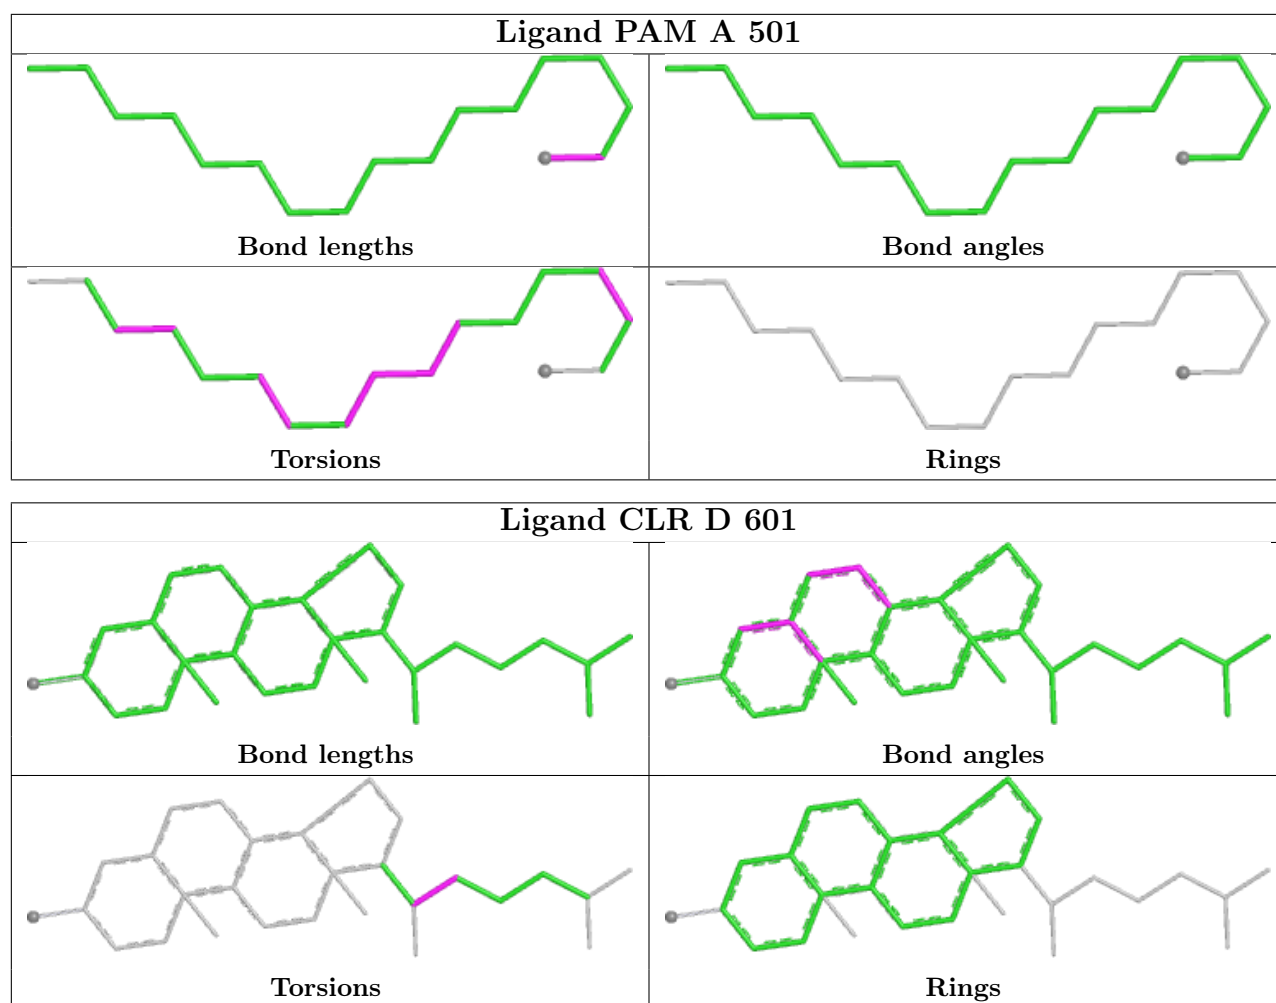 Ligand PAM A 501
Bond lengths
Bond angles
Torsions
Rings
Ligand CLR D 601
Bond lengths
Bond angles
Torsions
Rings